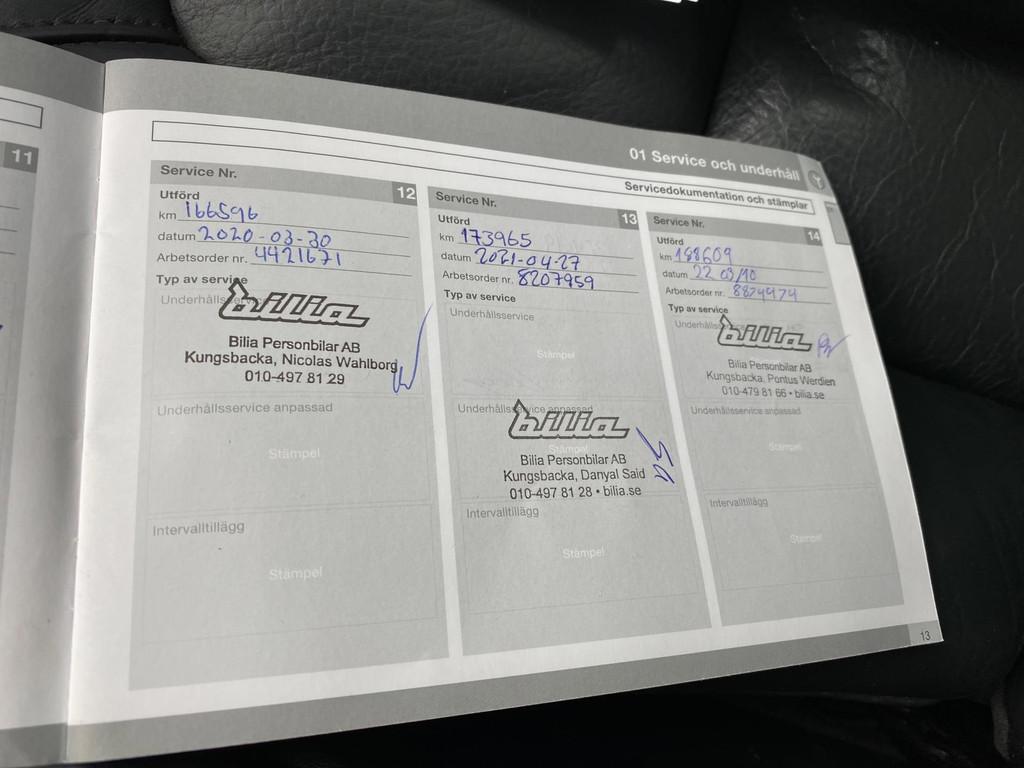 11
01 Service och underhåll
Servicedokumentation och stämplar
Service Nr. 12
Utförd
km 166596
datum 2020-03-30
Arbetsorder nr. 4421671
Typ av service
Underhållsservice
bilia
Bilia Personbilar AB
Kungsbacka, Nicolas Wahlborg
010-497 81 29
Underhållsservice anpassad
Stämpel
Intervalltillägg
Stämpel
Service Nr. 13
Utförd
km 173965
datum 2021-04-27
Arbetsorder nr. 8207959
Typ av service
Underhållsservice
Stämpel
Underhållsservice anpassad
bilia
Stämpel
Bilia Personbilar AB
Kungsbacka, Danyal Said
010-497 81 28 • bilia.se
Intervalltillägg
Stämpel
Service Nr. 14
Utförd
km 188609
datum 22 03/10
Arbetsorder nr. 8874974
Typ av service
bilia
Bilia Personbilar AB
Kungsbacka, Pontus Werdien
010-479 81 66 • bilia.se
Underhållsservice anpassad
Stämpel
Intervalltillägg
Stämpel
13